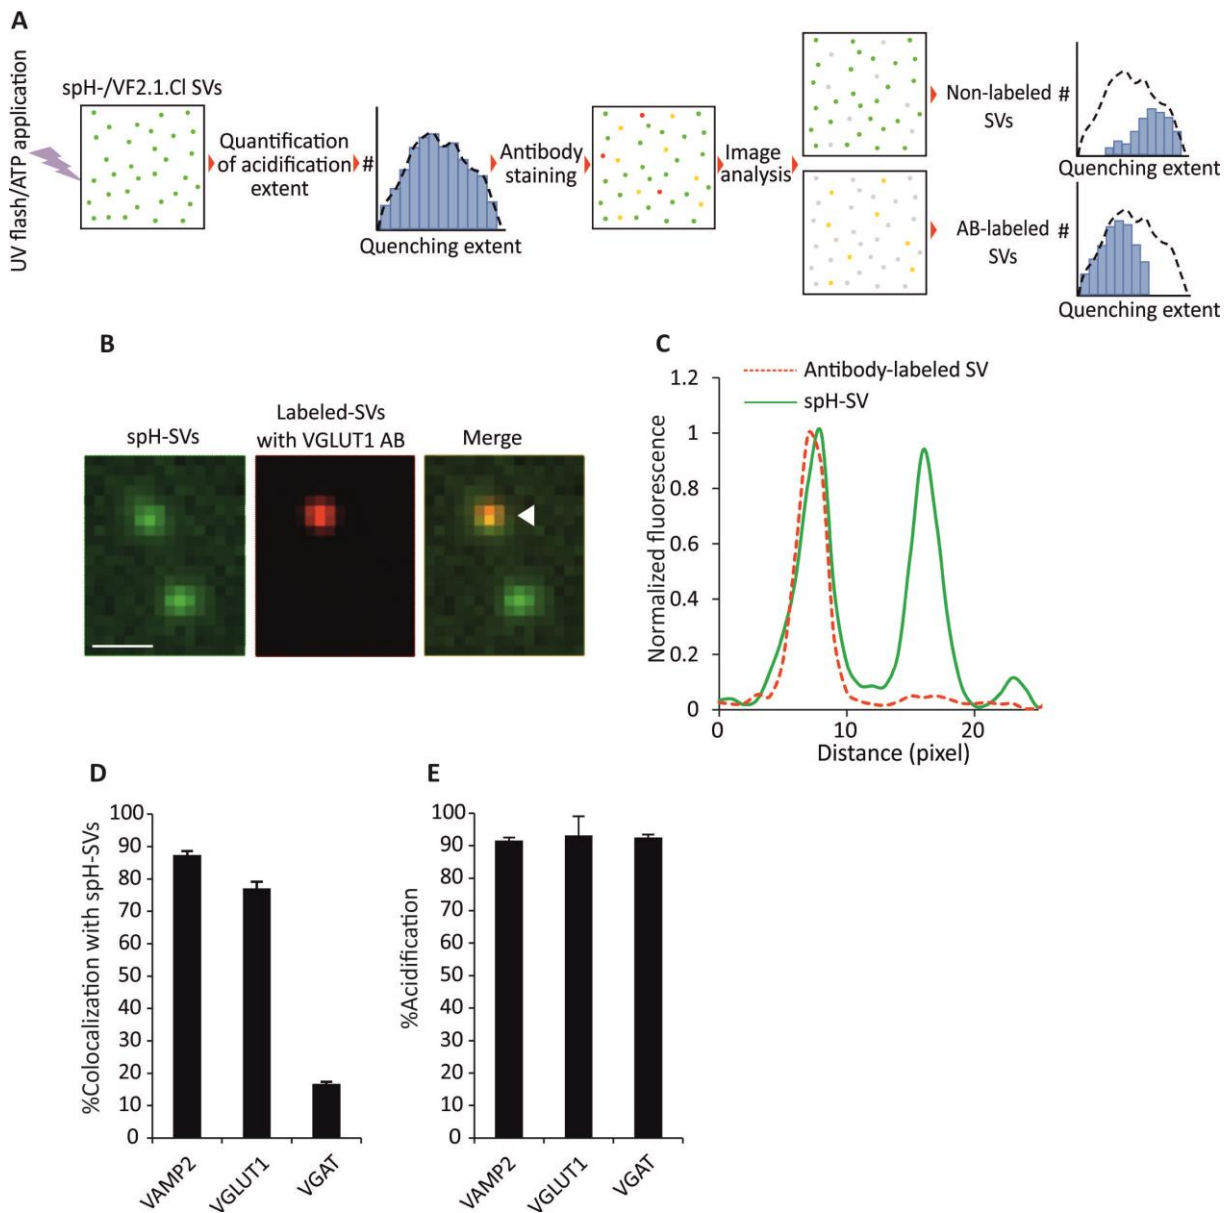 A
UV flash/ATP application
spH-/VF2.1.Cl SVs
Quantification
of acidification
extent
#
Quenching extent
Antibody
staining
Image
analysis
Non-labeled
SVs
#
Quenching extent
AB-labeled
SVs
#
Quenching extent
B
spH-SVs
Labeled-SVs
with VGLUT1 AB
Merge
C
Antibody-labeled SV
spH-SV
Normalized fluorescence
1.2
1
0.8
0.6
0.4
0.2
0
0
10
20
Distance (pixel)
D
%Colocalization with spH-SVs
100
90
80
70
60
50
40
30
20
10
0
VAMP2
VGLUT1
VGAT
E
%Acidification
100
90
80
70
60
50
40
30
20
10
0
VAMP2
VGLUT1
VGAT